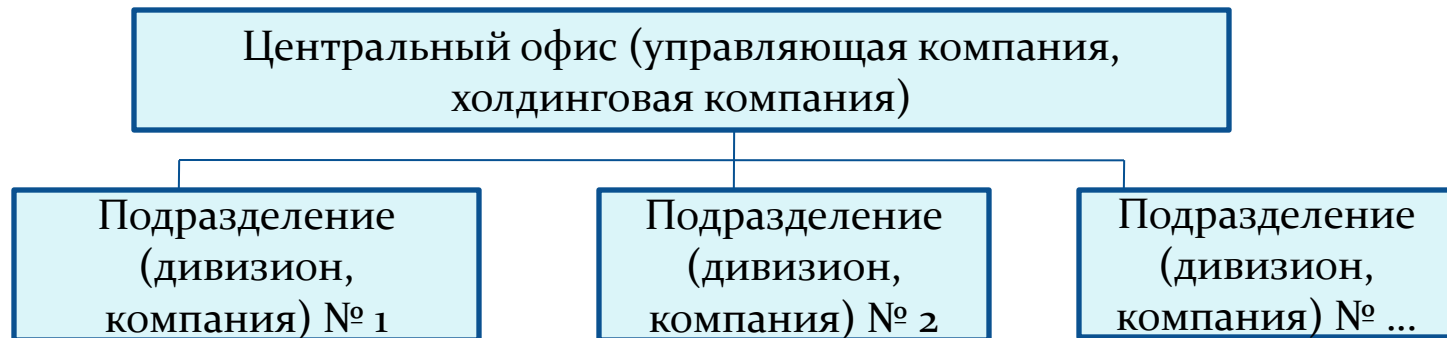 Центральный офис (управляющая компания,
холдинговая компания)
Подразделение
(дивизион,
компания) № 1
Подразделение
(дивизион,
компания) № 2
Подразделение
(дивизион,
компания) № ...